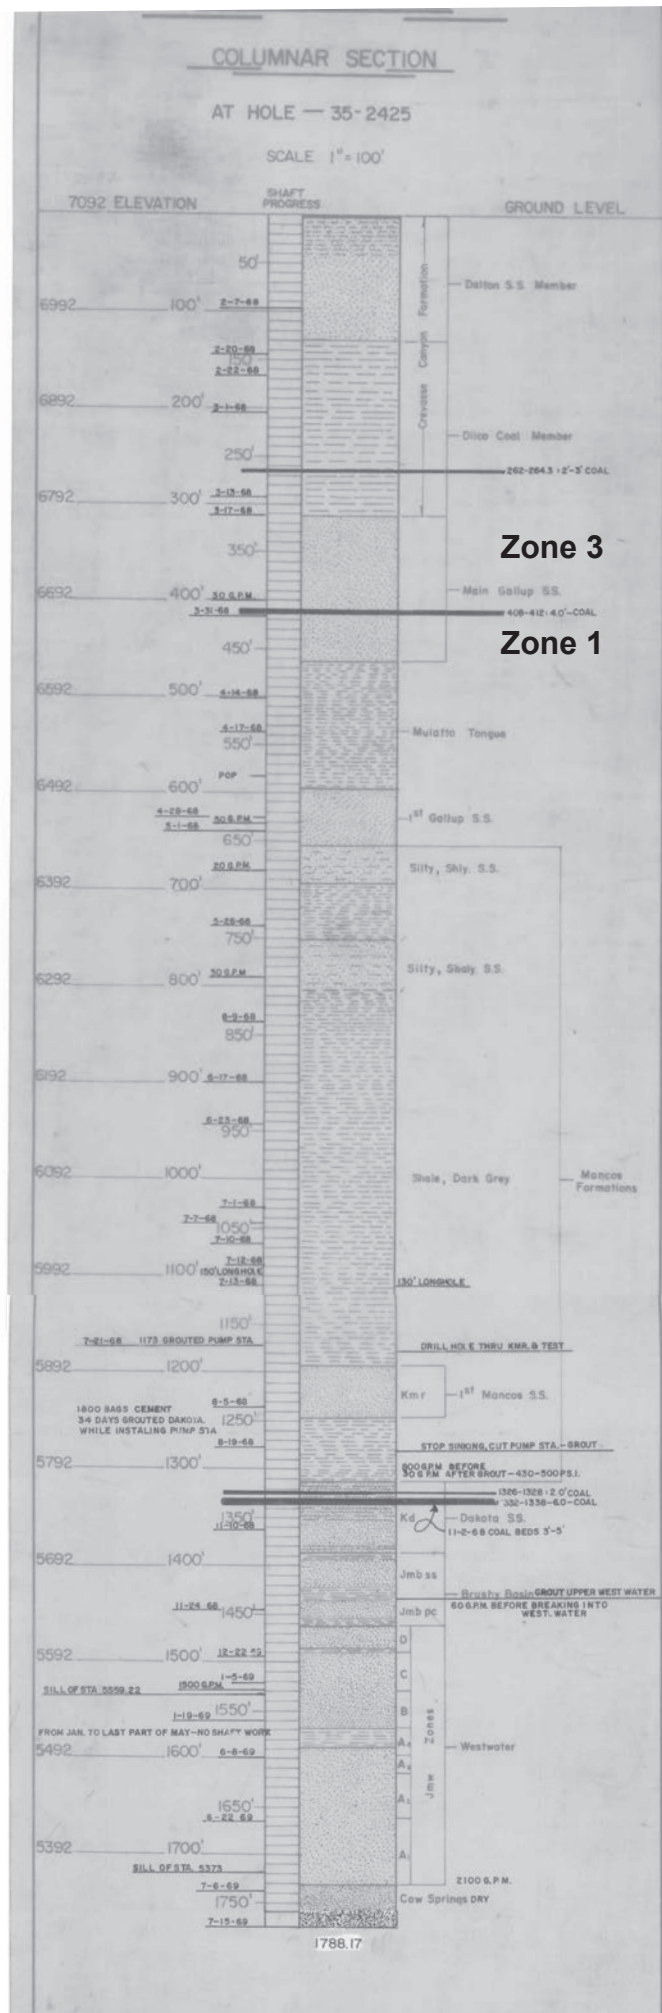 COLUMNAR SECTION
AT HOLE — 35-2425
SCALE 1"=100'
7092 ELEVATION SHAFT PROGRESS GROUND LEVEL
50'
Dalton S.S. Member
Crevasse Canyon Formation
6992 100' 2-7-68
2-20-68
150'
2-22-68
6892 200' 3-1-68
Dilco Coal Member
250'
262-264.3 : 2'-3' COAL
6792 300' 3-13-68
3-17-68
Zone 3
350'
Main Gallup S.S.
6692 400' 30 G.P.M.
3-31-68 408-412: 4.0'-COAL
Zone 1
450'
6592 500' 4-14-68
4-17-68
Mulatto Tongue
550'
POP
6492 600'
4-28-68 50 G.P.M.
1st Gallup S.S.
5-1-68
650'
20 G.P.M.
Silty, Shly. S.S.
6392 700'
5-26-68
750'
Silty, Shaly S.S.
6292 800' 50 G.P.M
6-9-68
850'
6192 900' 6-17-68
6-23-68
950'
6092 1000'
Shale, Dark Grey
Mancos Formations
7-1-68
7-7-68
1050'
7-10-68
7-12-68
5992 1100' 150' LONGHOLE
7-13-68 130' LONGHOLE
1150'
7-21-68 1173 GROUTED PUMP STA.
DRILL HOLE THRU KMR. & TEST
5892 1200'
Kmr 1st Mancos S.S.
8-5-68
1800 BAGS CEMENT
34 DAYS GROUTED DAKOTA.
WHILE INSTALING PUMP STA
1250'
8-19-68
STOP SINKING, CUT PUMP STA.-GROUT
5792 1300'
800 G.P.M BEFORE
30 G.P.M AFTER GROUT-430-500 P.S.I.
1326-1328 : 2.0' COAL
1332-1338-6.0-COAL
1350' Kd Dakota S.S.
11-10-68
11-2-68 COAL BEDS 3'-5'
5692 1400'
Jmb ss
Brushy Basin GROUT UPPER WEST WATER
11-24 68
1450'
Jmb pc
60 G.P.M. BEFORE BREAKING INTO
WEST. WATER
D
5592 1500' 12-22
1-5-69
C
1500 G.P.M.
SILL OF STA 5559.22
B
1550'
1-19-69
FROM JAN. TO LAST PART OF MAY-NO SHAFT WORK
Jmw Zones
Westwater
5492 1600' 6-8-69
1650'
6-22 69
5392 1700'
SILL OF STA. 5373
2100 G.P.M.
7-6-69
Cow Springs DRY
1750'
7-15-69
1788.17